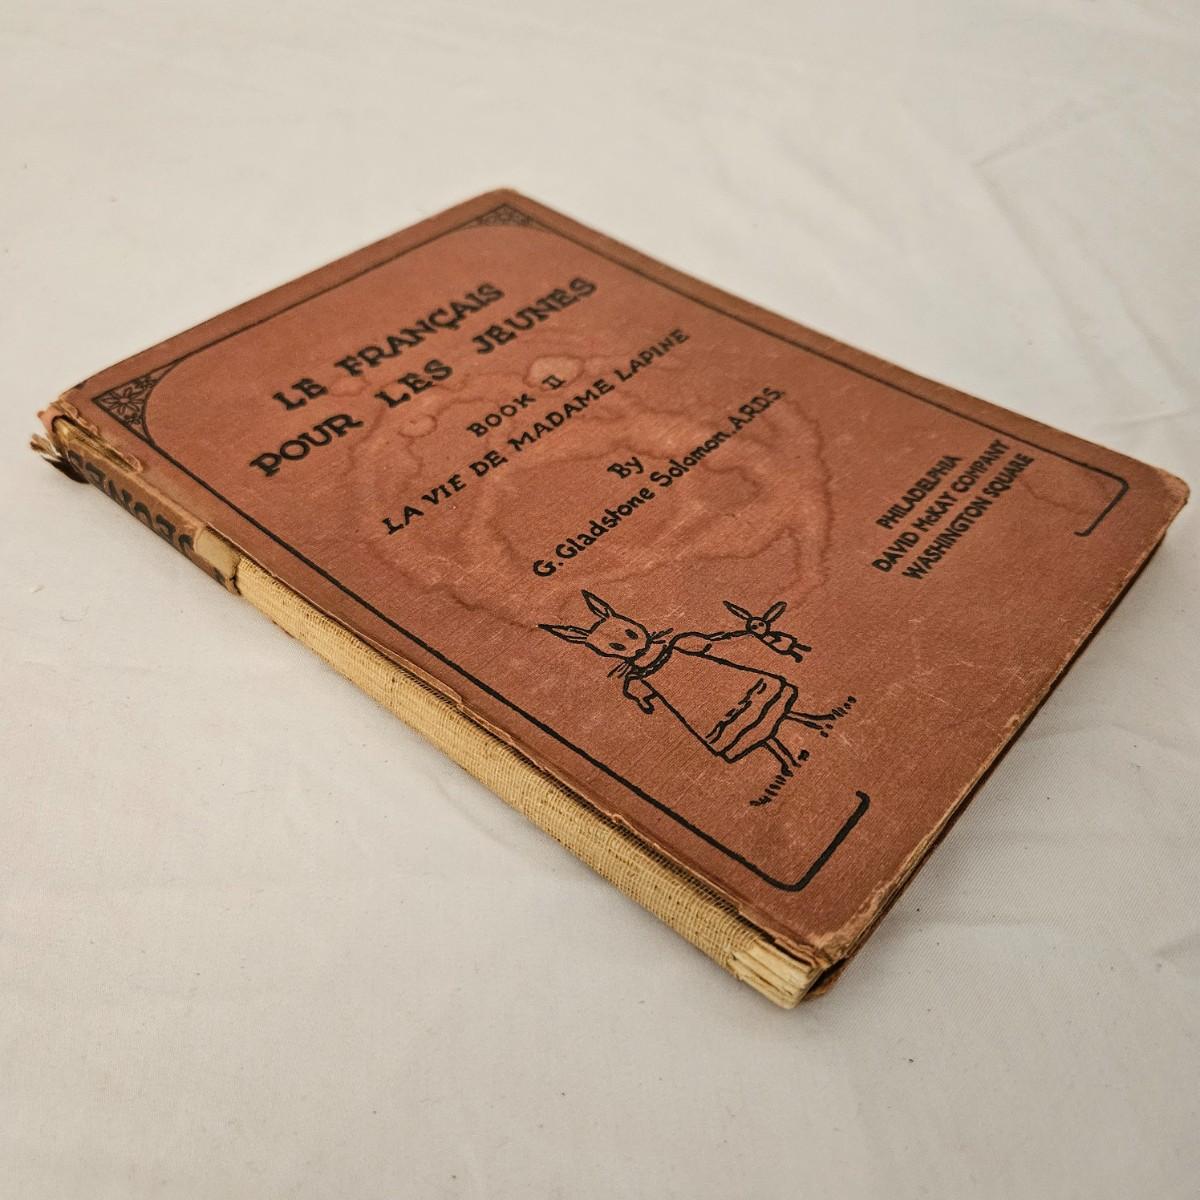 LE FRANÇAIS
POUR LES JEUNES
BOOK II
LA VIE DE MADAME LAPINE
By
G. Gladstone Solomon. A.R.D.S.
PHILADELPHIA
DAVID McKAY COMPANY
WASHINGTON SQUARE